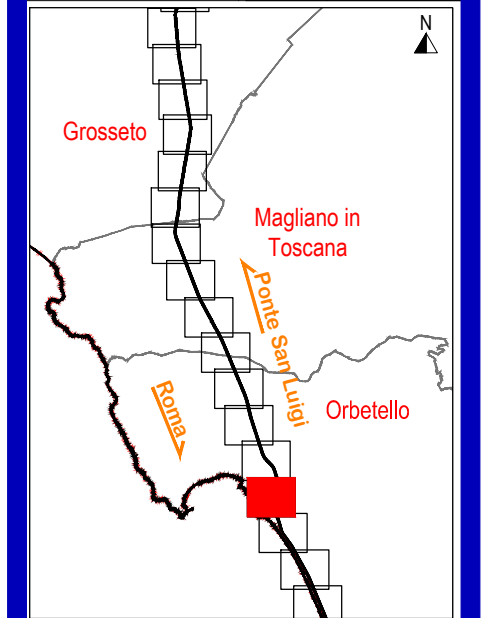 N
Grosseto
Magliano in
Toscana
Ponte San Luigi
Roma
Orbetello